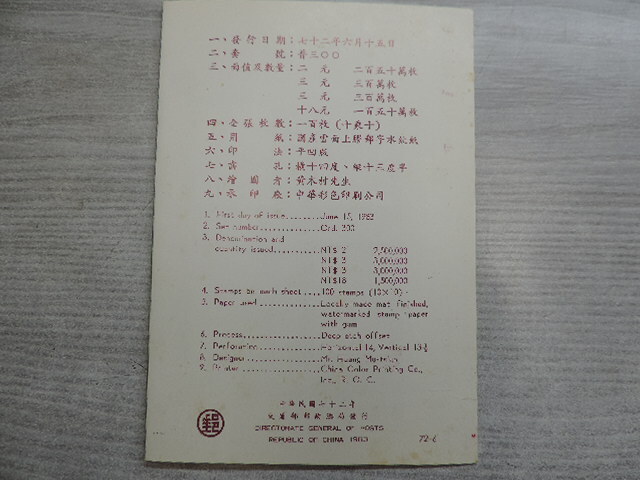 一、發行日期：七十二年六月十五日
二、套 號：普三〇〇
三、面值及數量：二 元 二百五十萬枚
三 元 三百萬枚
三 元 三百萬枚
十八元 一百五十萬枚
四、全張枚數：一百枚（十乘十）
五、用 紙：國產雲面上膠郵字水紋紙
六、印 法：平凹版
七、齒 孔：橫十四度、縱十三度半
八、繪圖者：黃木村先生
九、承印廠：中華彩色印刷公司
1. First day of issue........June 15, 1983
2. Set number..............Ord. 300
3. Denomination and
quantity issued...........NT$ 2 2,500,000
NT$ 3 3,000,000
NT$ 3 3,000,000
NT$18 1,500,000
4. Stamps per each sheet....100 stamps (10×10)
5. Paper used..............Locally made mat finished,
watermarked stamp paper
with gum
6. Process.................Deep etch offset
7. Perforation.............Horizontal 14, Vertical 13½
8. Designer................Mr. Huang
9. Printer.................China Color Printing Co.,
Inc., R. O. C.
中華民國七十二年
交通部郵政總局發行
郵
DIRECTORATE GENERAL OF POSTS
REPUBLIC OF CHINA 1983
72-6